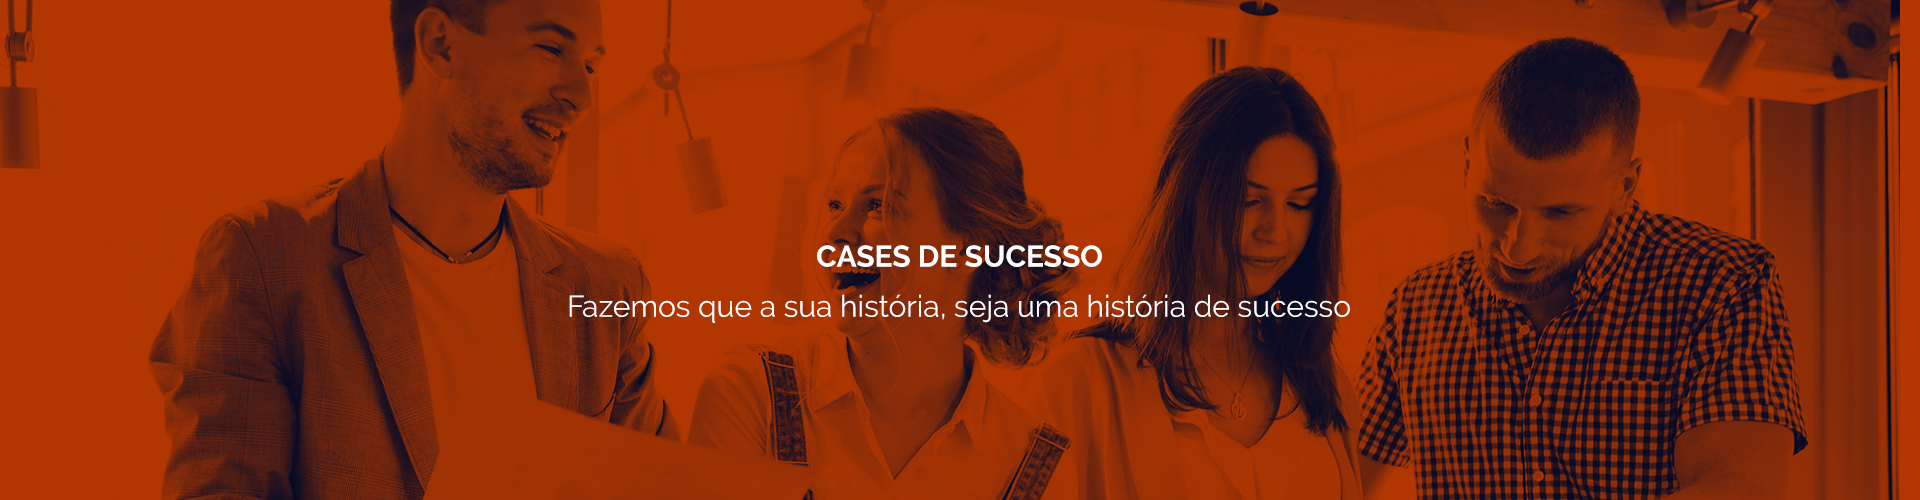 CASES DE SUCESSO
Fazemos que a sua história, seja uma história de sucesso